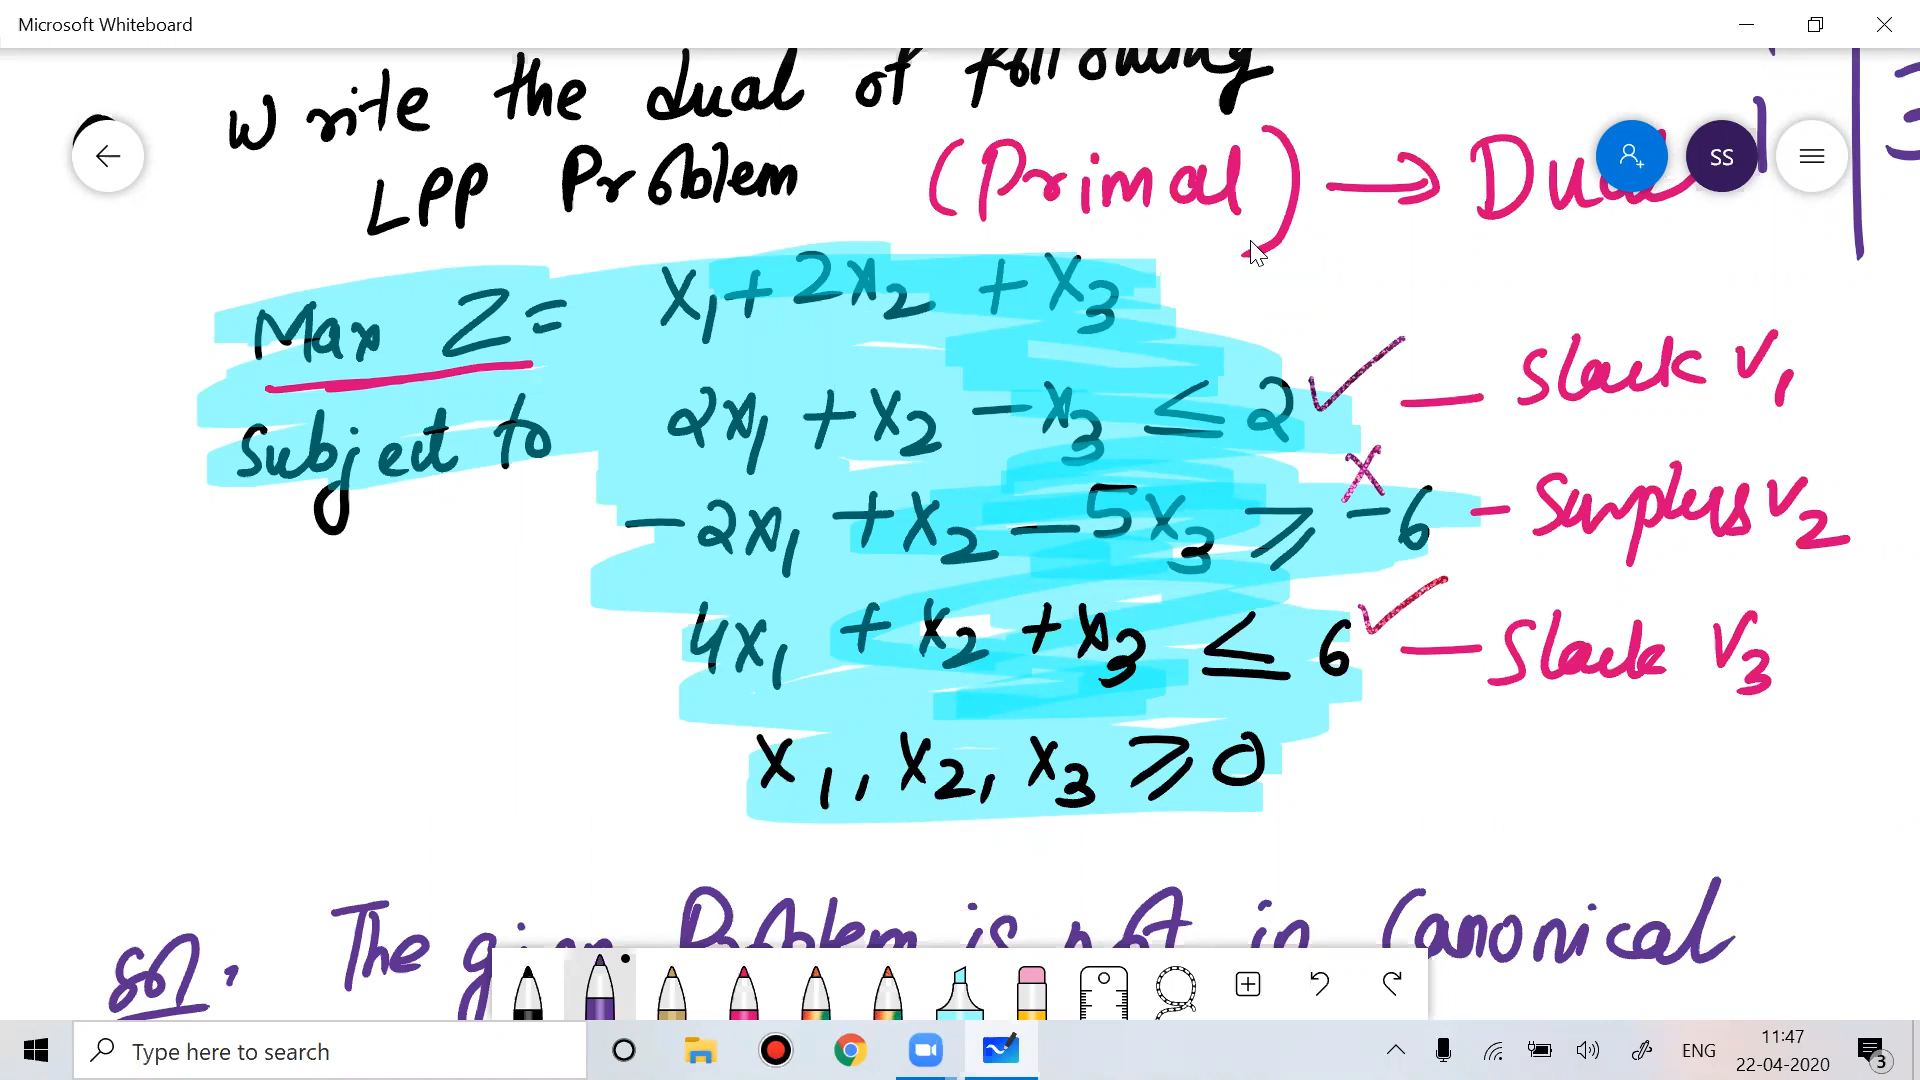 Microsoft Whiteboard
Write the dual of following
LPP Problem (Primal) → Dual
SS
Max Z = x1 + 2x2 + x3
Subject to 2x1 + x2 - x3 ≤ 2 ✓ — Slack v1
-2x1 + x2 - 5x3 ≥ -6 x - Surplus v2
4x1 + x2 + x3 ≤ 6 ✓ — Slack v3
x1, x2, x3 ≥ 0
Sol. The given Problem is not in Canonical
Type here to search
ENG
11:47
22-04-2020
3